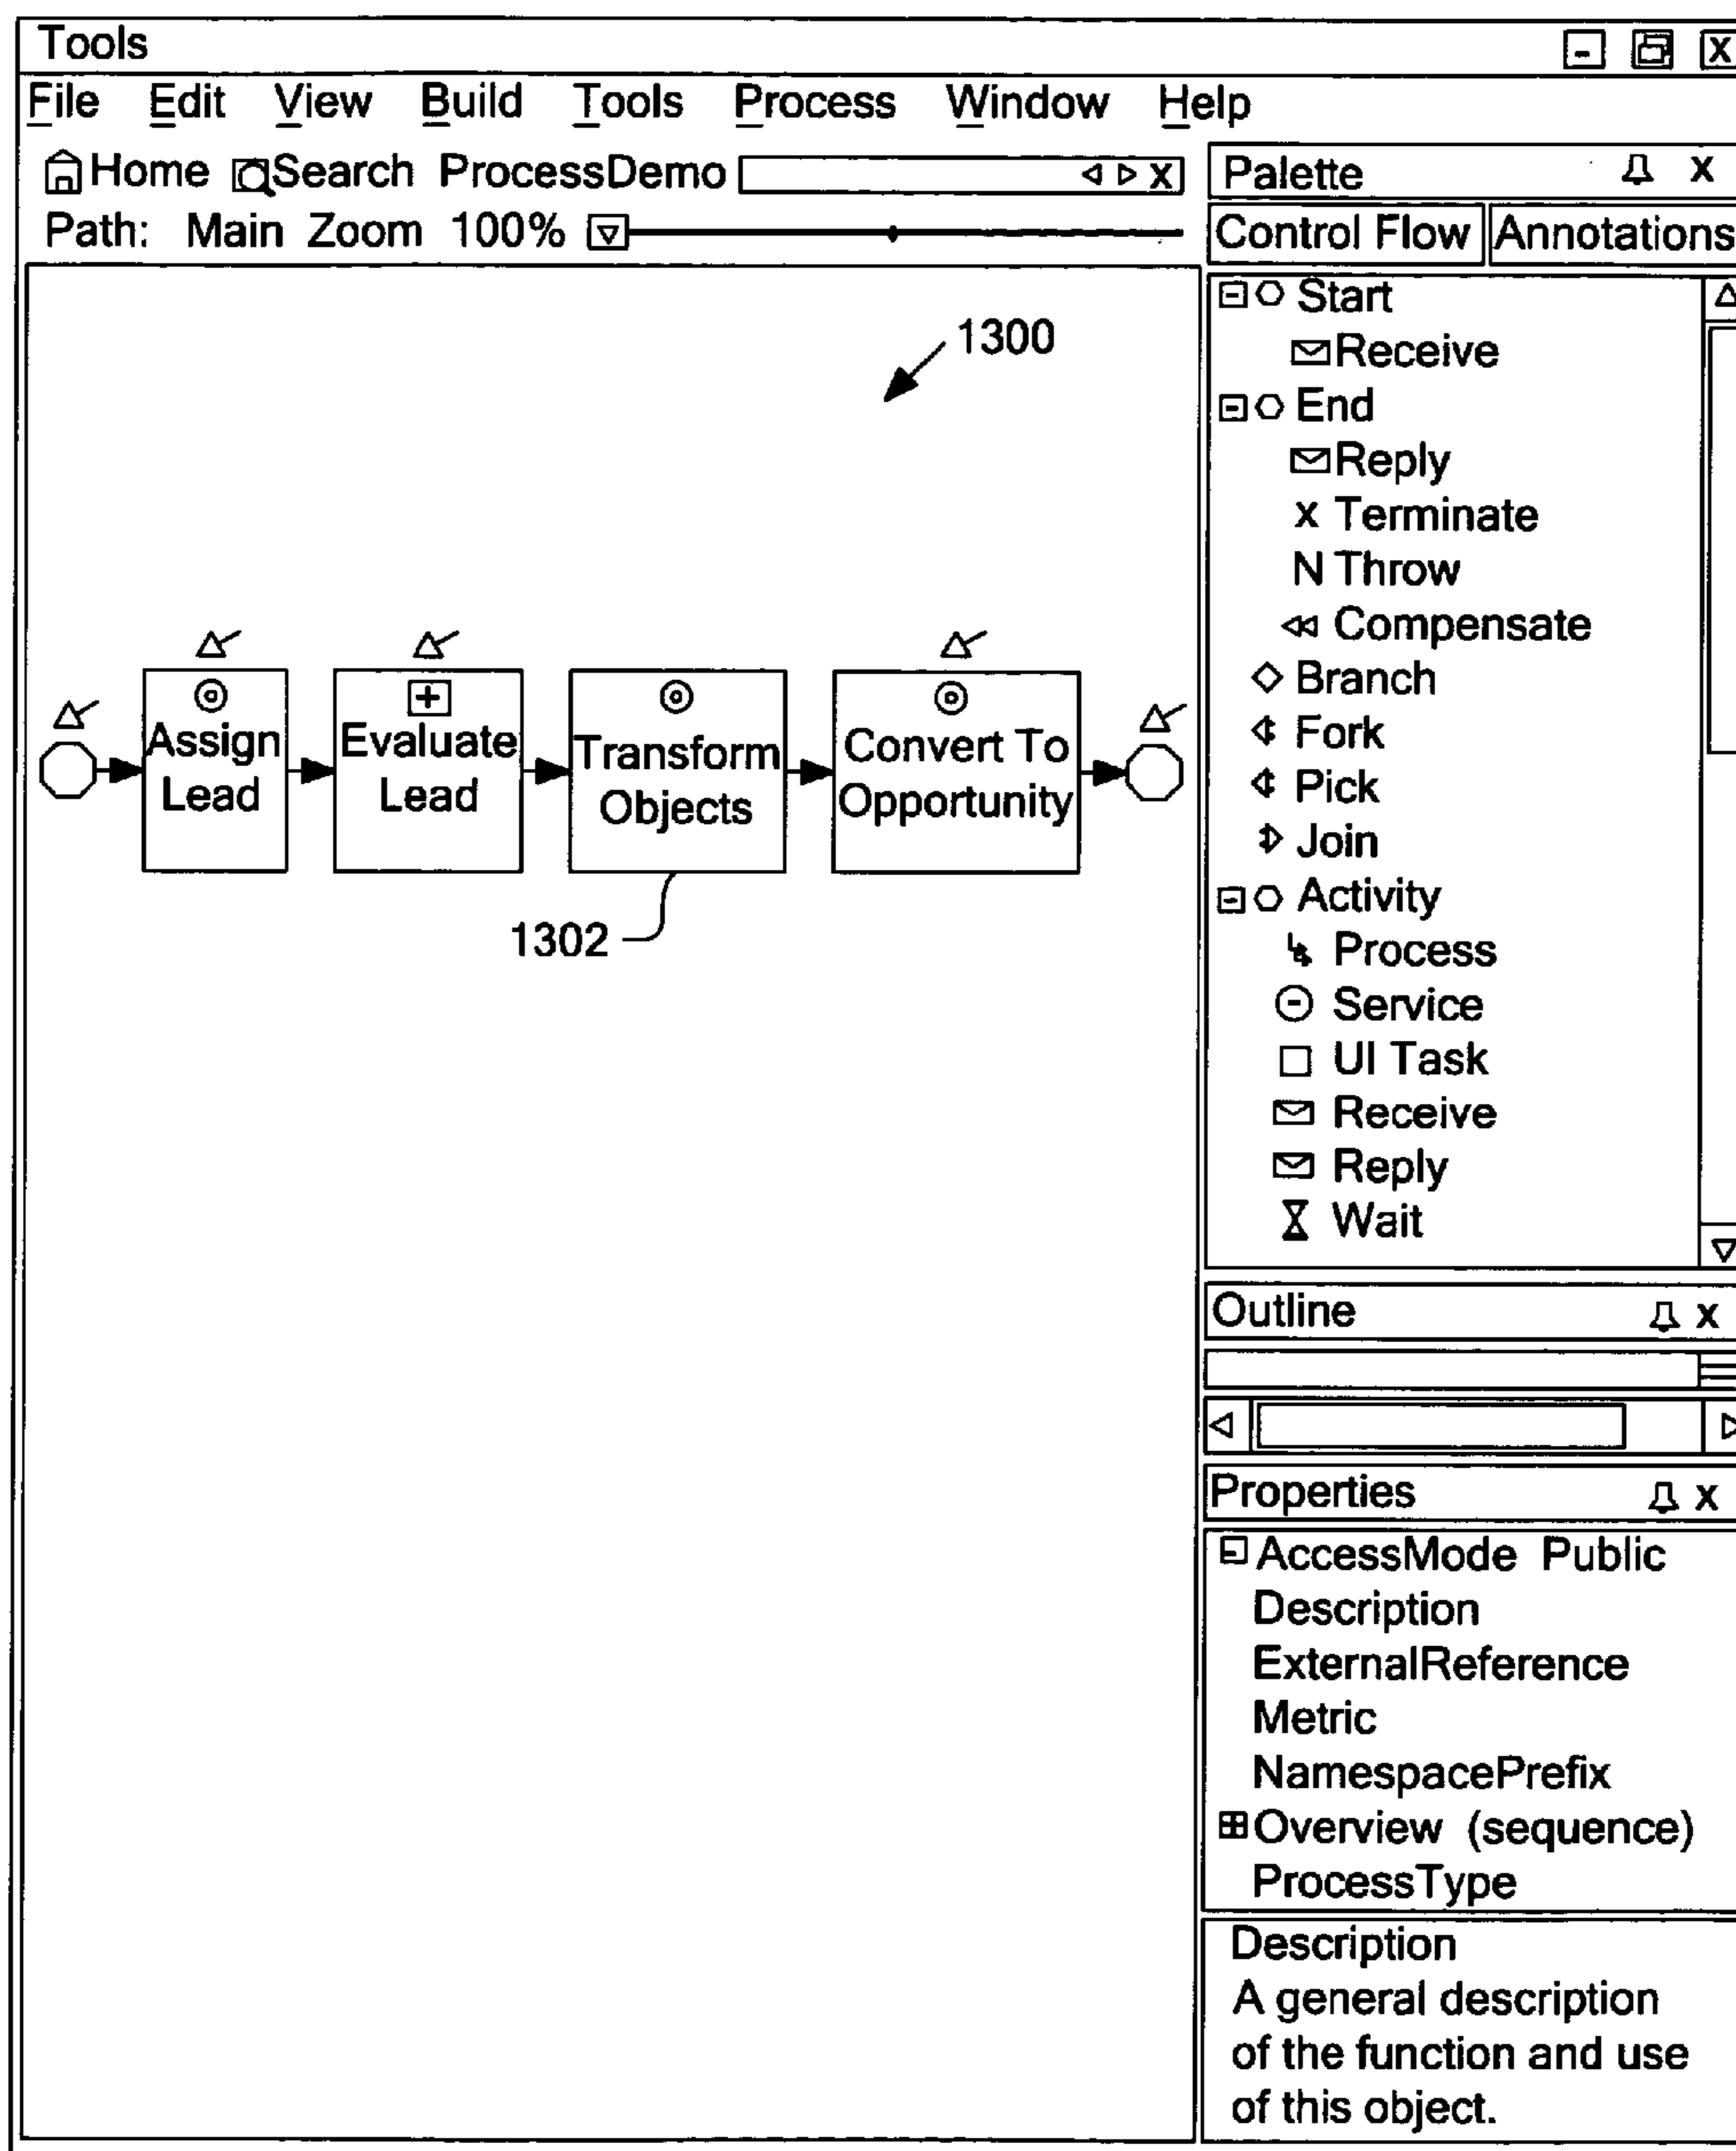 Tools
File Edit View Build Tools Process Window Help
Home Search ProcessDemo
Path: Main Zoom 100%
1300
Assign
Lead
Evaluate
Lead
Transform
Objects
Convert To
Opportunity
1302
Palette
Control Flow Annotations
Start
Receive
End
Reply
Terminate
Throw
Compensate
Branch
Fork
Pick
Join
Activity
Process
Service
UI Task
Receive
Reply
Wait
Outline
Properties
AccessMode Public
Description
ExternalReference
Metric
NamespacePrefix
Overview (sequence)
ProcessType
Description
A general description
of the function and use
of this object.